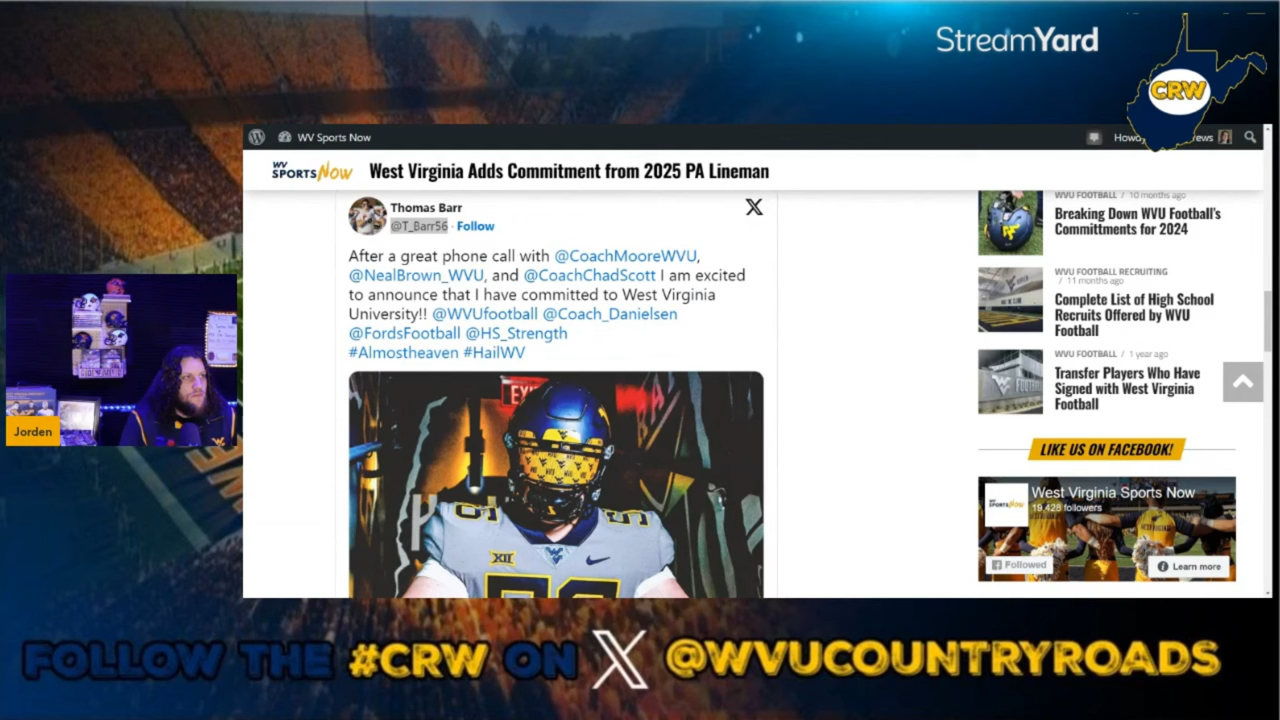 StreamYard
CRW
WV Sports Now
Howd
ews
WV
SPORTS NOW
West Virginia Adds Commitment from 2025 PA Lineman
Thomas Barr
@T_Barr56 · Follow
After a great phone call with @CoachMooreWVU,
@NealBrown_WVU, and @CoachChadScott I am excited
to announce that I have committed to West Virginia
University!! @WVUfootball @Coach_Danielsen
@FordsFootball @HS_Strength
#Almostheaven #HailWV
EXI
XII
WV
WVU FOOTBALL / 10 months ago
Breaking Down WVU Football's
Committments for 2024
WVU FOOTBALL RECRUITING
/ 11 months ago
Complete List of High School
Recruits Offered by WVU
Football
WVU FOOTBALL / 1 year ago
Transfer Players Who Have
Signed with West Virginia
Football
LIKE US ON FACEBOOK!
West Virginia Sports Now
19,428 followers
Followed
Learn more
Jorden
FOLLOW THE #CRW ON X @WVUCOUNTRYROADS